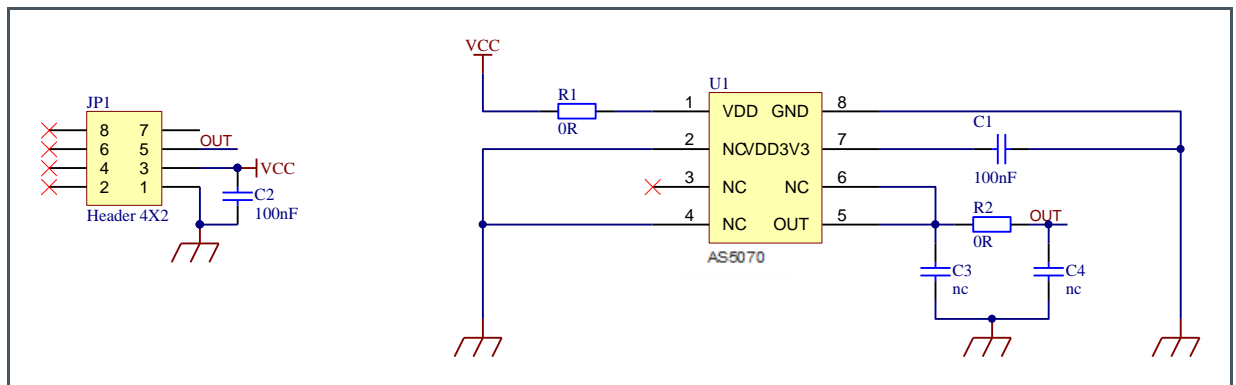 JP1
8 7
6 5 OUT
4 3 VCC
2 1
Header 4X2
C2
100nF
VCC
R1
0R
U1
1 VDD GND 8
2 NC VDD3V3 7
3 NC NC 6
4 NC OUT 5
AS5070
C1
100nF
R2
0R
OUT
C3
nc
C4
nc